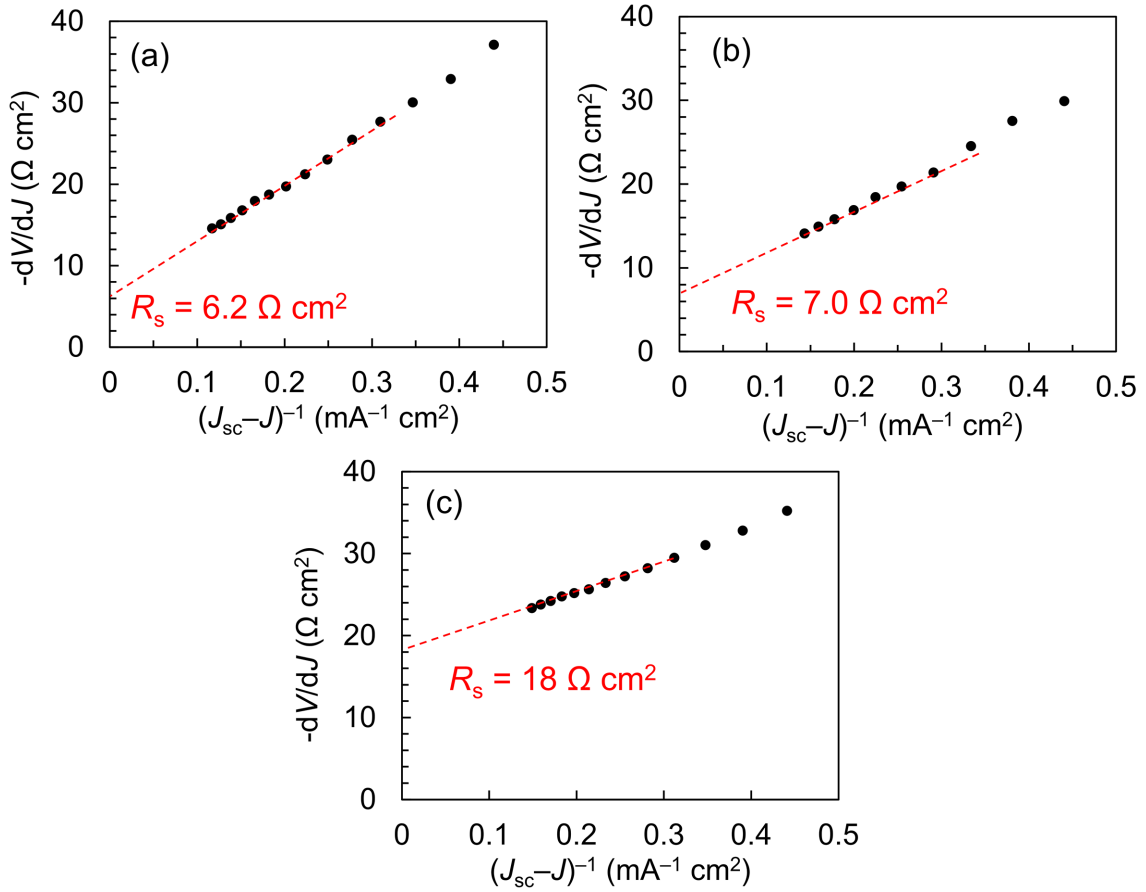 (a)
-dV/dJ (Ω cm²)
40
30
20
10
0
Rₛ = 6.2 Ω cm²
0 0.1 0.2 0.3 0.4 0.5
(Jsc–J)⁻¹ (mA⁻¹ cm²)
(b)
-dV/dJ (Ω cm²)
40
30
20
10
0
Rₛ = 7.0 Ω cm²
0 0.1 0.2 0.3 0.4 0.5
(Jsc–J)⁻¹ (mA⁻¹ cm²)
(c)
-dV/dJ (Ω cm²)
40
30
20
10
0
Rₛ = 18 Ω cm²
0 0.1 0.2 0.3 0.4 0.5
(Jsc–J)⁻¹ (mA⁻¹ cm²)